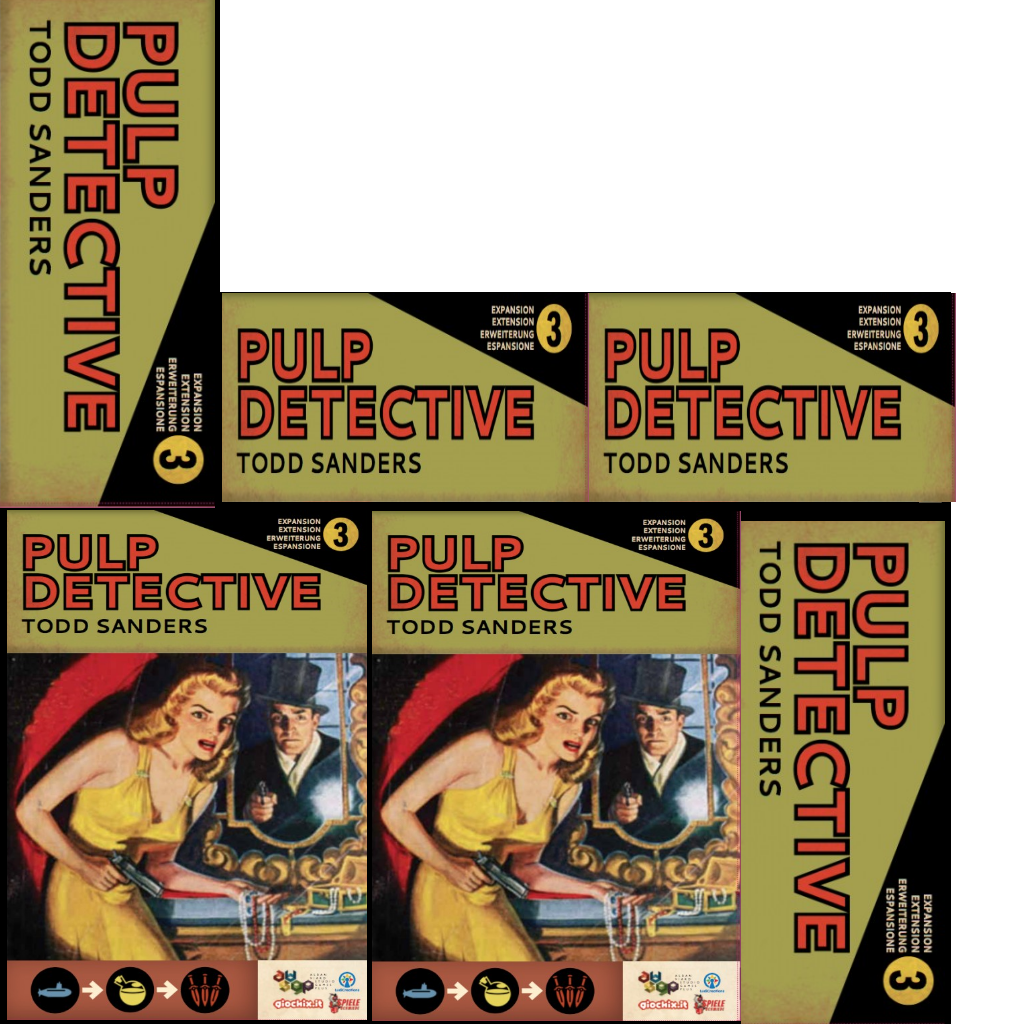 PULP
DETECTIVE
TODD SANDERS
EXPANSION
EXTENSION
ERWEITERUNG
ESPANSIONE
3
EXPANSION
EXTENSION
ERWEITERUNG
ESPANSIONE
3
PULP
DETECTIVE
TODD SANDERS
EXPANSION
EXTENSION
ERWEITERUNG
ESPANSIONE
3
PULP
DETECTIVE
TODD SANDERS
EXPANSION
EXTENSION
ERWEITERUNG
ESPANSIONE
3
PULP
DETECTIVE
TODD SANDERS
giochix.it
SPIELE
EXPANSION
EXTENSION
ERWEITERUNG
ESPANSIONE
3
PULP
DETECTIVE
TODD SANDERS
giochix.it
SPIELE
PULP
DETECTIVE
TODD SANDERS
EXPANSION
EXTENSION
ERWEITERUNG
ESPANSIONE
3